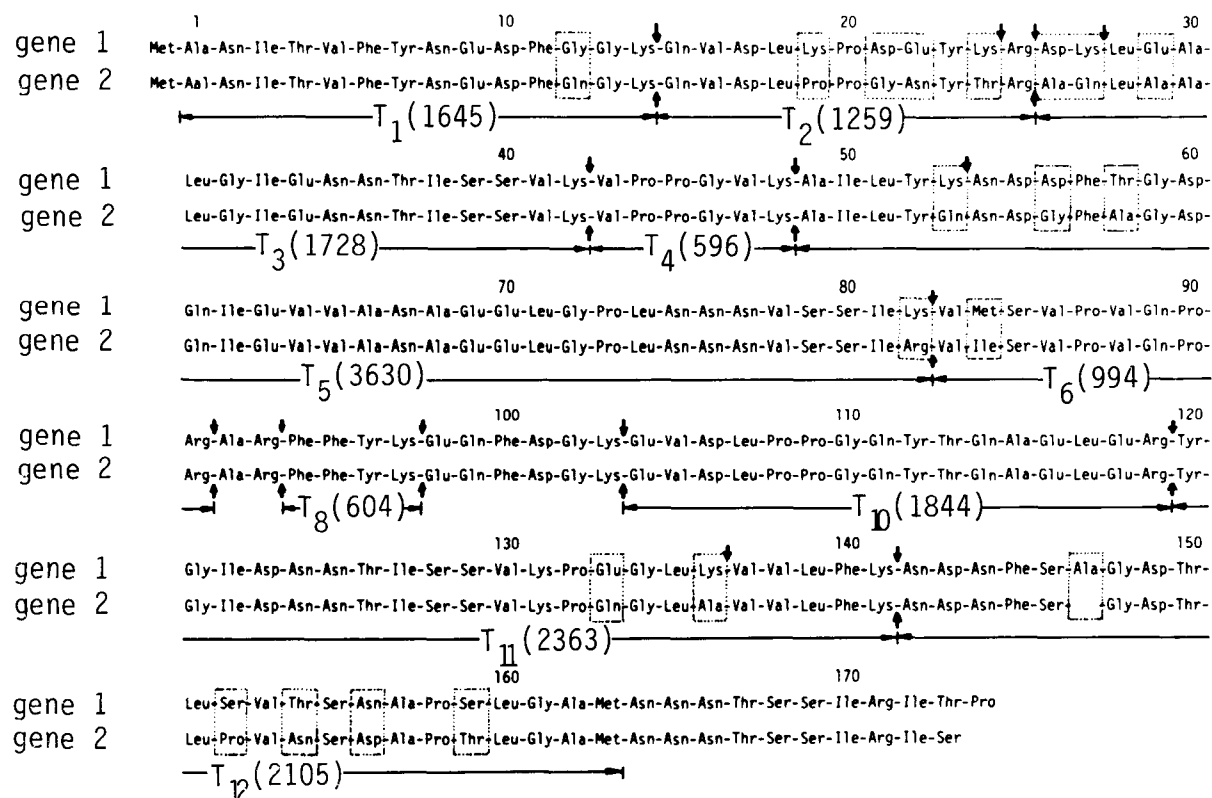 1 10 20 30
gene 1 Met-Ala-Asn-Ile-Thr-Val-Phe-Tyr-Asn-Glu-Asp-Phe-Gly-Gly-Lys-Gln-Val-Asp-Leu-Lys-Pro-Asp-Glu-Tyr-Lys-Arg-Asp-Lys-Leu-Glu-Ala-
gene 2 Met-Aal-Asn-Ile-Thr-Val-Phe-Tyr-Asn-Glu-Asp-Phe-Gln-Gly-Lys-Gln-Val-Asp-Leu-Pro-Pro-Gly-Asn-Tyr-Thr-Arg-Ala-Gln-Leu-Ala-Ala-
T1(1645) T2(1259)
40 50 60
gene 1 Leu-Gly-Ile-Glu-Asn-Asn-Thr-Ile-Ser-Ser-Val-Lys-Val-Pro-Pro-Gly-Val-Lys-Ala-Ile-Leu-Tyr-Lys-Asn-Asp-Asp-Phe-Thr-Gly-Asp-
gene 2 Leu-Gly-Ile-Glu-Asn-Asn-Thr-Ile-Ser-Ser-Val-Lys-Val-Pro-Pro-Gly-Val-Lys-Ala-Ile-Leu-Tyr-Gln-Asn-Asp-Gly-Phe-Ala-Gly-Asp-
T3(1728) T4(596)
70 80 90
gene 1 Gln-Ile-Glu-Val-Val-Ala-Asn-Ala-Glu-Glu-Leu-Gly-Pro-Leu-Asn-Asn-Asn-Val-Ser-Ser-Ile-Lys-Val-Met-Ser-Val-Pro-Val-Gln-Pro-
gene 2 Gln-Ile-Glu-Val-Val-Ala-Asn-Ala-Glu-Glu-Leu-Gly-Pro-Leu-Asn-Asn-Asn-Val-Ser-Ser-Ile-Arg-Val-Ile-Ser-Val-Pro-Val-Gln-Pro-
T5(3630) T6(994)
100 110 120
gene 1 Arg-Ala-Arg-Phe-Phe-Tyr-Lys-Glu-Gln-Phe-Asp-Gly-Lys-Glu-Val-Asp-Leu-Pro-Pro-Gly-Gln-Tyr-Thr-Gln-Ala-Glu-Leu-Glu-Arg-Tyr-
gene 2 Arg-Ala-Arg-Phe-Phe-Tyr-Lys-Glu-Gln-Phe-Asp-Gly-Lys-Glu-Val-Asp-Leu-Pro-Pro-Gly-Gln-Tyr-Thr-Gln-Ala-Glu-Leu-Glu-Arg-Tyr-
T8(604) T10(1844)
130 140 150
gene 1 Gly-Ile-Asp-Asn-Asn-Thr-Ile-Ser-Ser-Val-Lys-Pro-Glu-Gly-Leu-Lys-Val-Val-Leu-Phe-Lys-Asn-Asp-Asn-Phe-Ser-Ala-Gly-Asp-Thr-
gene 2 Gly-Ile-Asp-Asn-Asn-Thr-Ile-Ser-Ser-Val-Lys-Pro-Gln-Gly-Leu-Ala-Val-Val-Leu-Phe-Lys-Asn-Asp-Asn-Phe-Ser- -Gly-Asp-Thr-
T11(2363)
160 170
gene 1 Leu-Ser-Val-Thr-Ser-Asn-Ala-Pro-Ser-Leu-Gly-Ala-Met-Asn-Asn-Asn-Thr-Ser-Ser-Ile-Arg-Ile-Thr-Pro
gene 2 Leu-Pro-Val-Asn-Ser-Asp-Ala-Pro-Thr-Leu-Gly-Ala-Met-Asn-Asn-Asn-Thr-Ser-Ser-Ile-Arg-Ile-Ser
T12(2105)